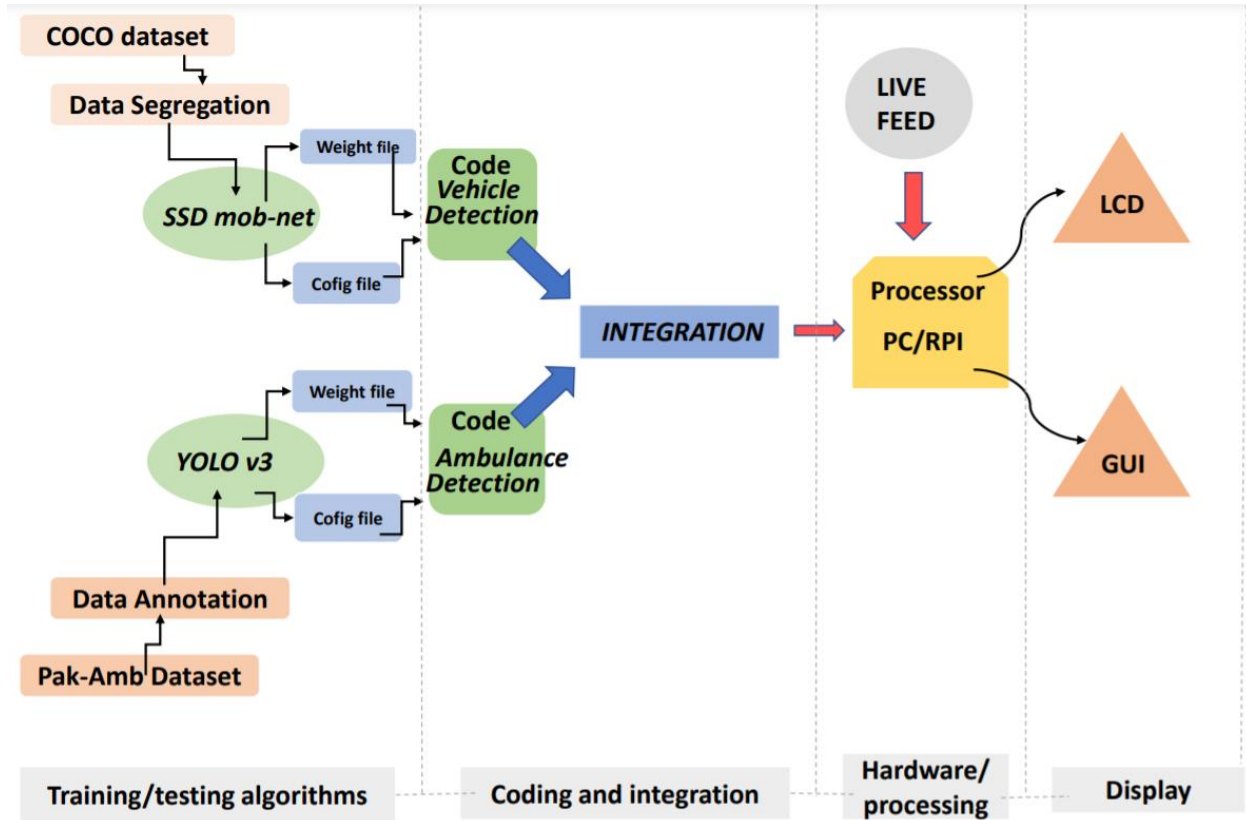 COCO dataset
Data Segregation
SSD mob-net
Weight file
Cofig file
Code
Vehicle
Detection
YOLO v3
Weight file
Cofig file
Code
Ambulance
Detection
Data Annotation
Pak-Amb Dataset
INTEGRATION
LIVE
FEED
Processor
PC/RPI
LCD
GUI
Training/testing algorithms
Coding and integration
Hardware/
processing
Display